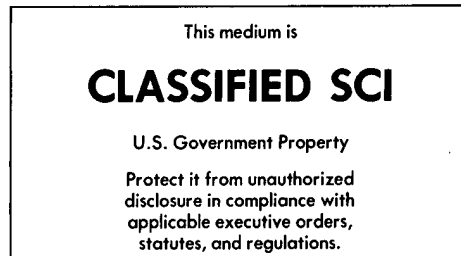 This medium is
CLASSIFIED SCI
U.S. Government Property
Protect it from unauthorized
disclosure in compliance with
applicable executive orders,
statutes, and regulations.